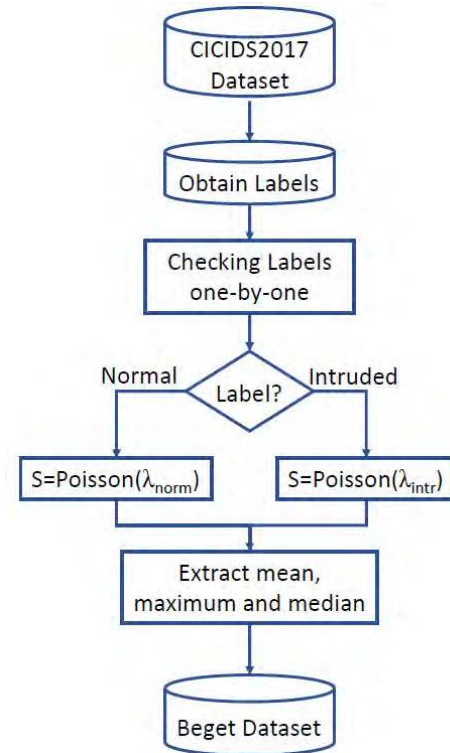 CICIDS2017
Dataset
Obtain Labels
Checking Labels
one-by-one
Normal
Label?
Intruded
S=Poisson(λnorm)
S=Poisson(λintr)
Extract mean,
maximum and median
Beget Dataset